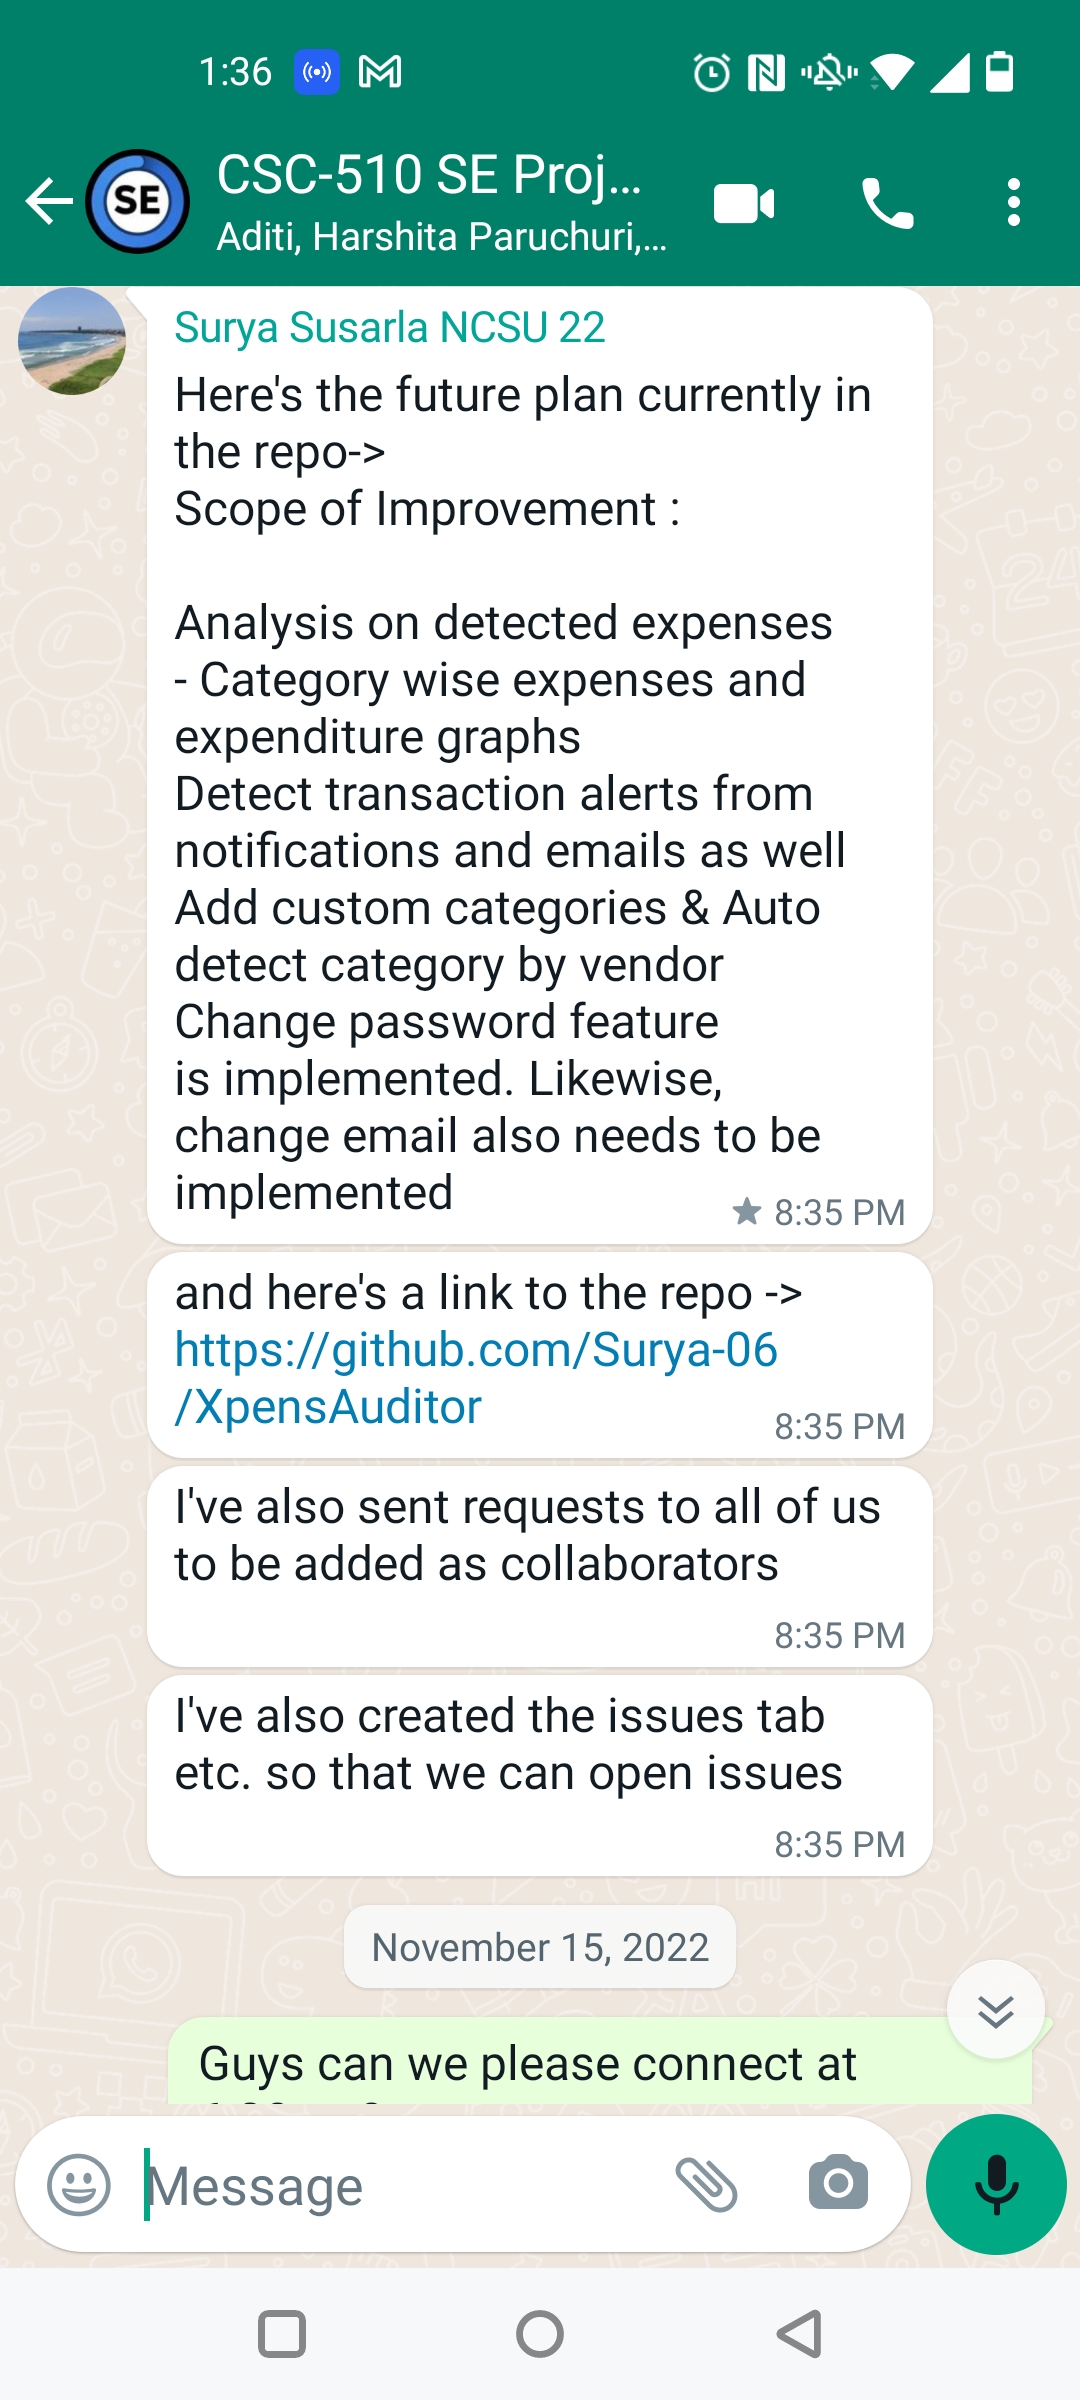 1:36
SE
CSC-510 SE Proj...
Aditi, Harshita Paruchuri,...
Surya Susarla NCSU 22
Here's the future plan currently in
the repo->
Scope of Improvement :
Analysis on detected expenses
- Category wise expenses and
expenditure graphs
Detect transaction alerts from
notifications and emails as well
Add custom categories & Auto
detect category by vendor
Change password feature
is implemented. Likewise,
change email also needs to be
implemented
8:35 PM
and here's a link to the repo ->
https://github.com/Surya-06
/XpensAuditor
8:35 PM
I've also sent requests to all of us
to be added as collaborators
8:35 PM
I've also created the issues tab
etc. so that we can open issues
8:35 PM
November 15, 2022
Guys can we please connect at
Message